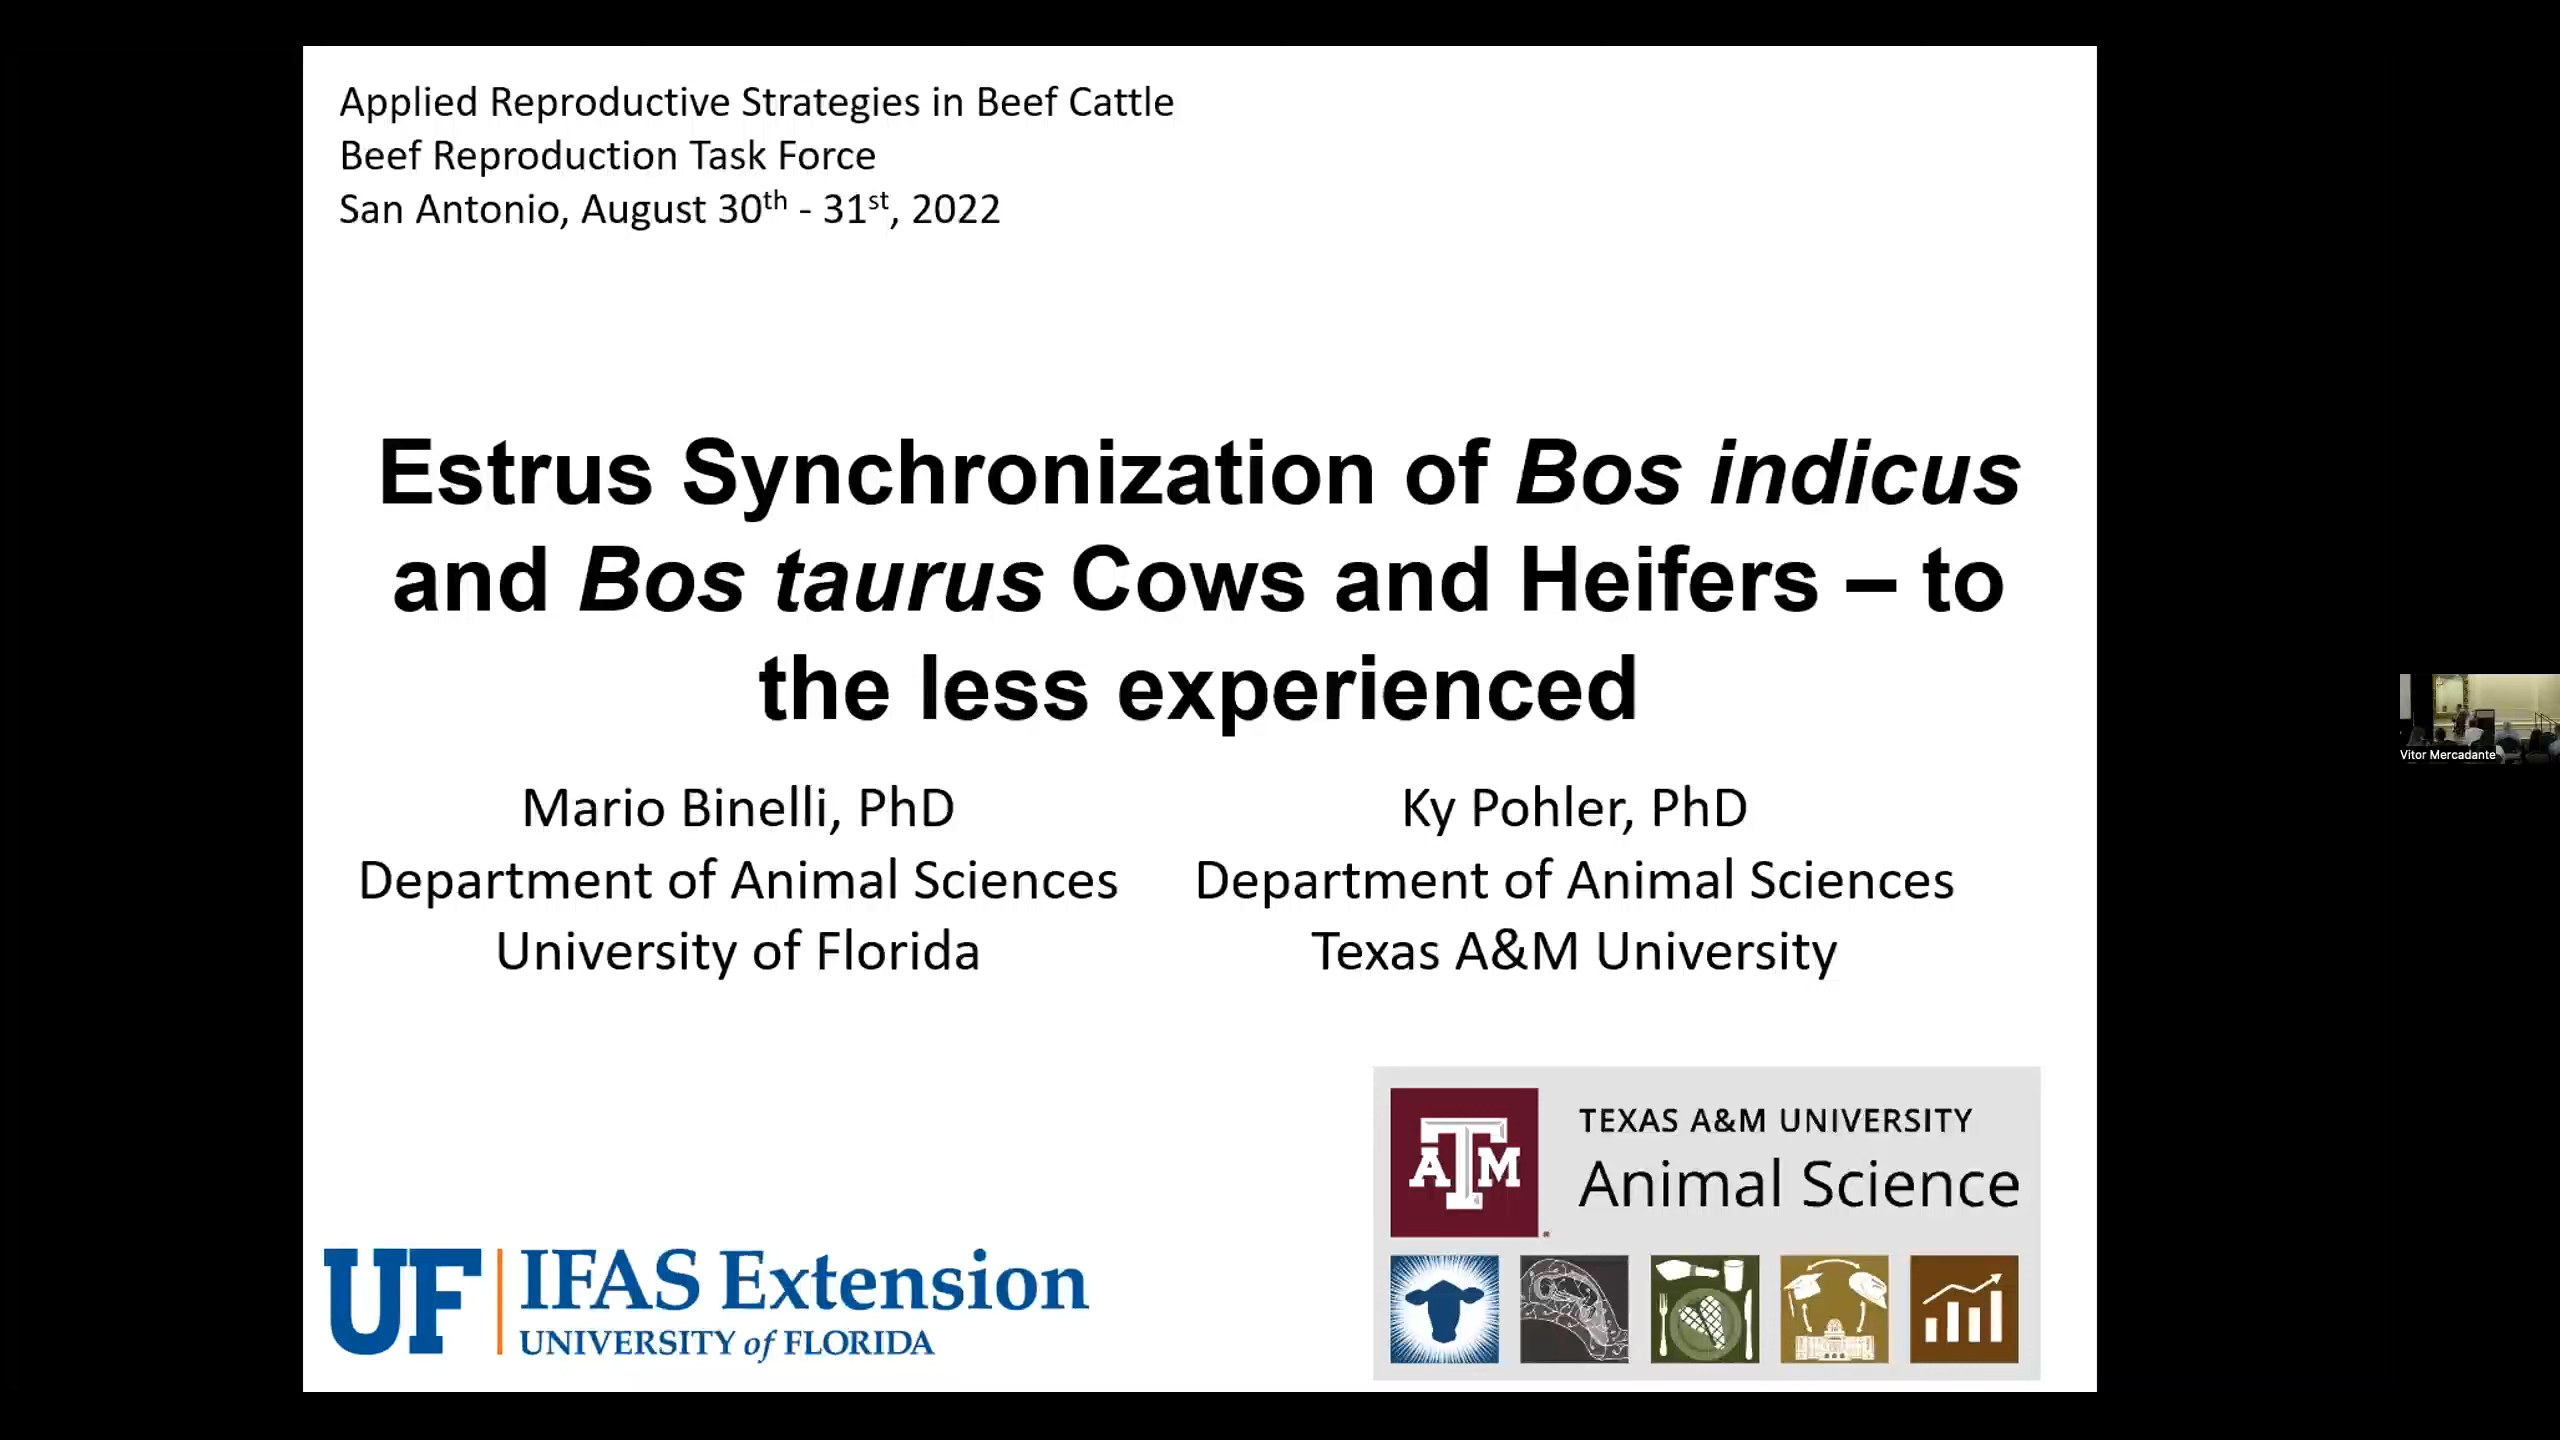 Applied Reproductive Strategies in Beef Cattle
Beef Reproduction Task Force
San Antonio, August 30th - 31st, 2022
Estrus Synchronization of Bos indicus
and Bos taurus Cows and Heifers – to
the less experienced
Mario Binelli, PhD
Department of Animal Sciences
University of Florida
Ky Pohler, PhD
Department of Animal Sciences
Texas A&M University
Vitor Mercadante
UF IFAS Extension
UNIVERSITY of FLORIDA
ATM
TEXAS A&M UNIVERSITY
Animal Science